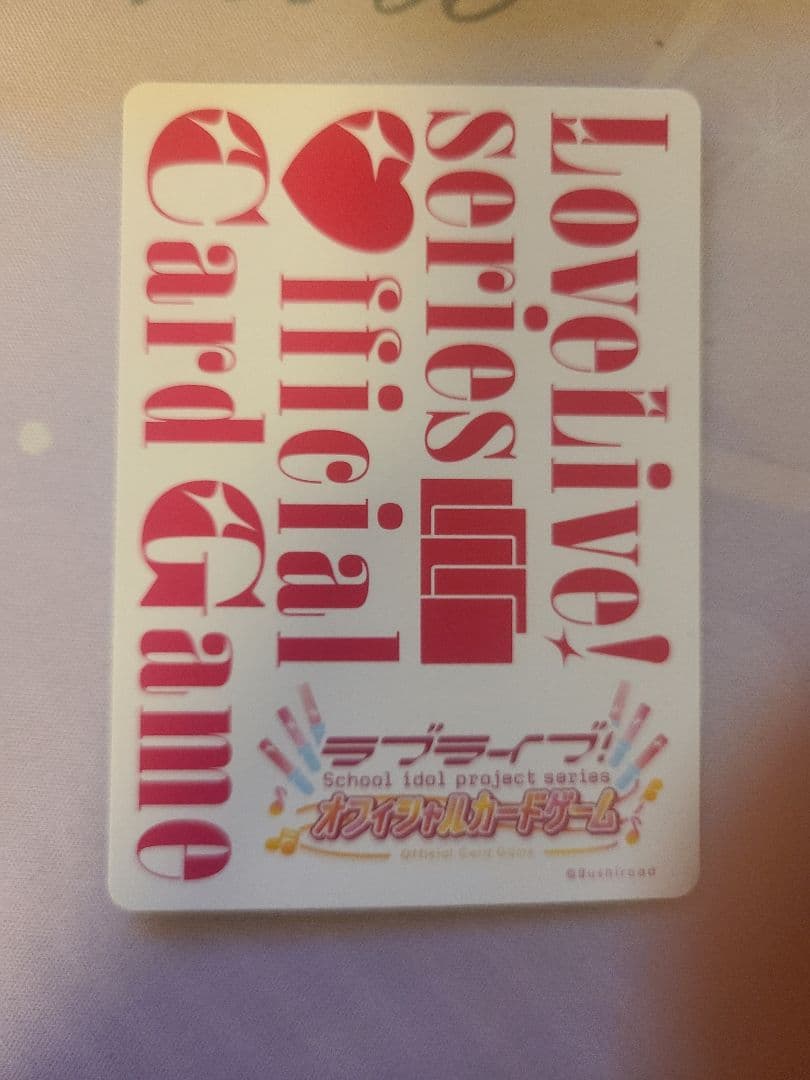 LoveLive!
series
♥fficial
Card Game
ラブライブ!
School idol project series
オフィシャルカードゲーム
Official Card Game
©Bushiroad